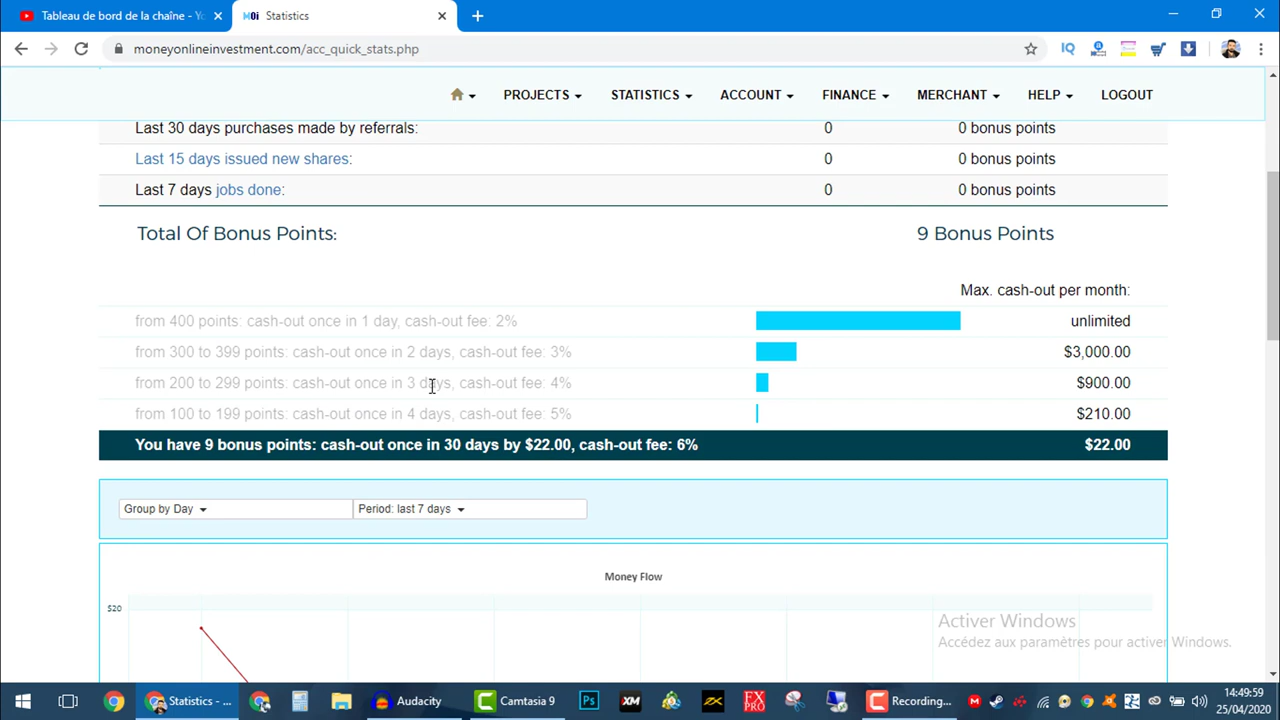 Tableau de bord de la chaîne - Yo
M0i Statistics
moneyonlineinvestment.com/acc_quick_stats.php
IQ
PROJECTS STATISTICS ACCOUNT FINANCE MERCHANT HELP LOGOUT
Last 30 days purchases made by referrals: 0 0 bonus points
Last 15 days issued new shares: 0 0 bonus points
Last 7 days jobs done: 0 0 bonus points
Total Of Bonus Points: 9 Bonus Points
Max. cash-out per month:
from 400 points: cash-out once in 1 day, cash-out fee: 2% unlimited
from 300 to 399 points: cash-out once in 2 days, cash-out fee: 3% $3,000.00
from 200 to 299 points: cash-out once in 3 days, cash-out fee: 4% $900.00
from 100 to 199 points: cash-out once in 4 days, cash-out fee: 5% $210.00
You have 9 bonus points: cash-out once in 30 days by $22.00, cash-out fee: 6% $22.00
Group by Day Period: last 7 days
Money Flow
$20
Activer Windows
Accédez aux paramètres pour activer Windows.
Statistics - ... Audacity Camtasia 9 Ps XM FX PRO Recording...
14:49:59
25/04/2020